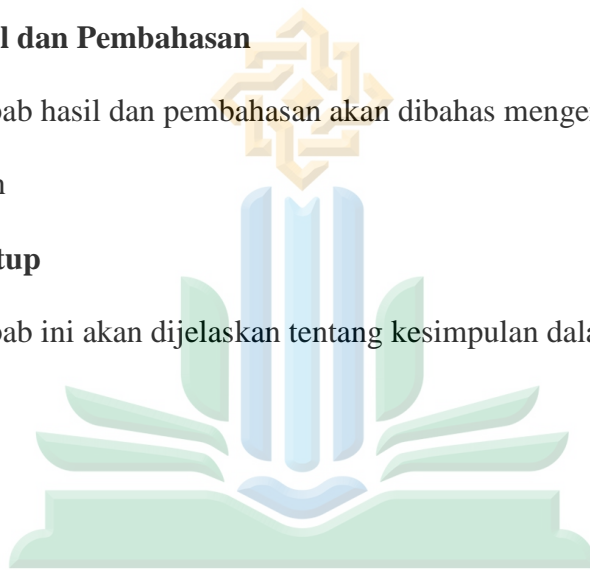 l dan Pembahasan
bab hasil dan pembahasan akan dibahas menge
tup
bab ini akan dijelaskan tentang kesimpulan dala